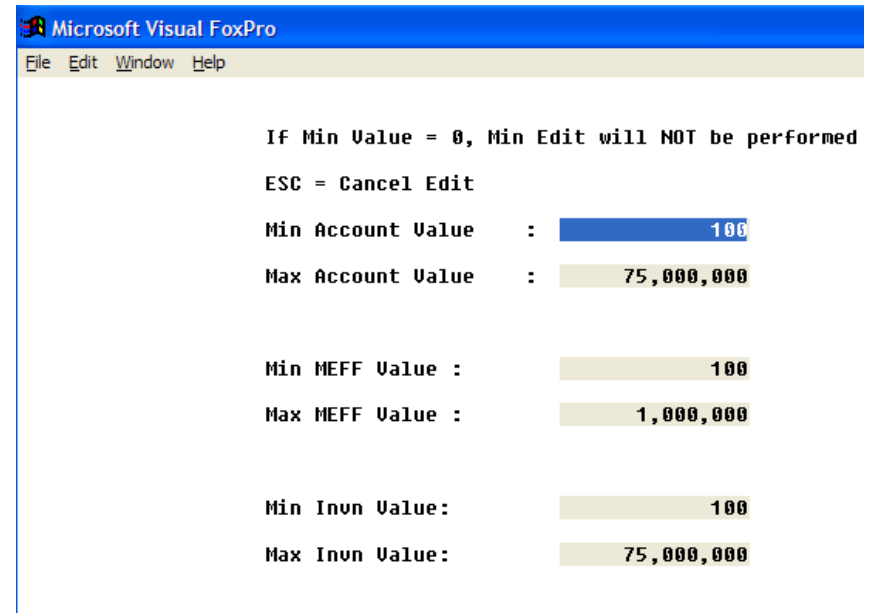 Microsoft Visual FoxPro
File Edit Window Help
If Min Value = 0, Min Edit will NOT be performed
ESC = Cancel Edit
Min Account Value : 100
Max Account Value : 75,000,000
Min MEFF Value : 100
Max MEFF Value : 1,000,000
Min Invn Value: 100
Max Invn Value: 75,000,000